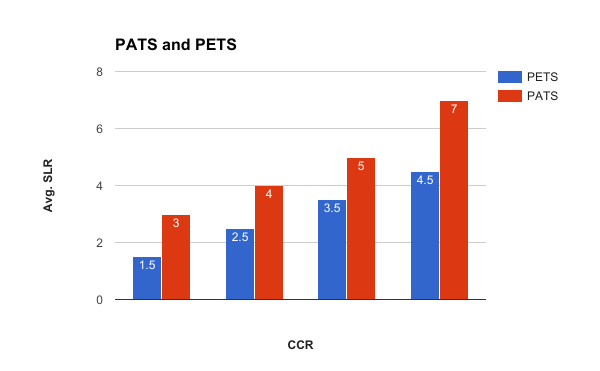 PATS and PETS
8
6
4
2
0
Avg. SLR
1.5
3
2.5
4
3.5
5
4.5
7
CCR
PETS
PATS